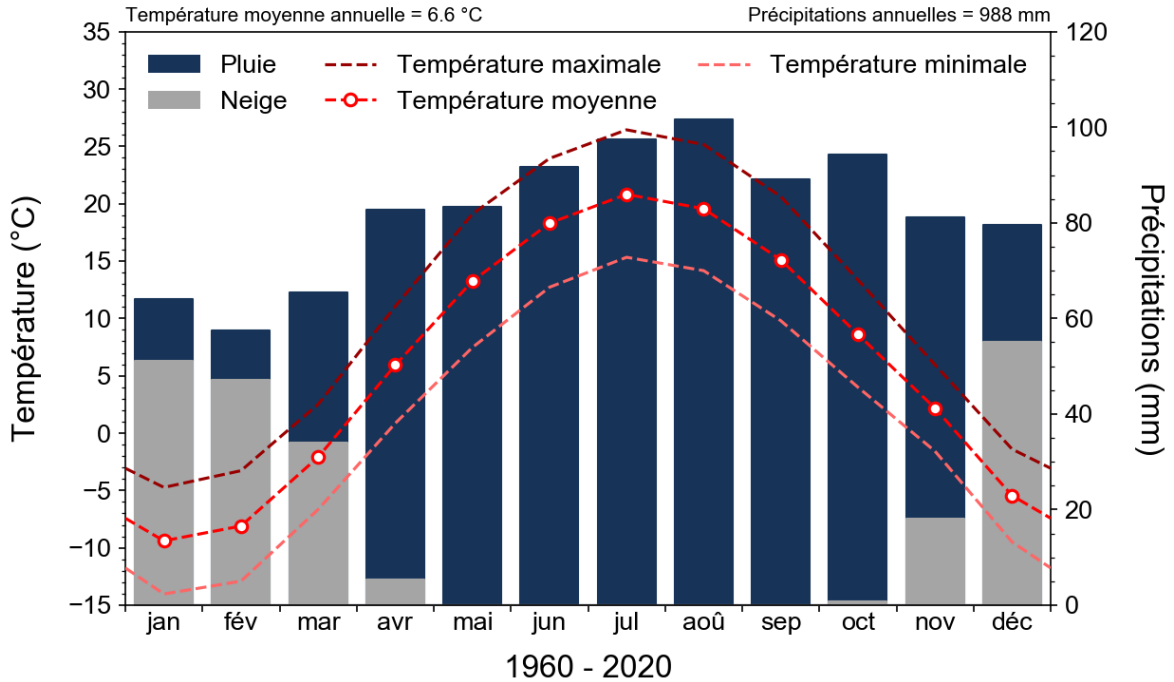 Température moyenne annuelle = 6.6 °C Précipitations annuelles = 988 mm
35 120
Pluie Température maximale Température minimale
30
Neige Température moyenne
100
25
20
80
15
60
10
5
40
0
−5
20
−10
−15 0
Température (°C)
Précipitations (mm)
jan fév mar avr mai jun jul aoû sep oct nov déc
1960 - 2020